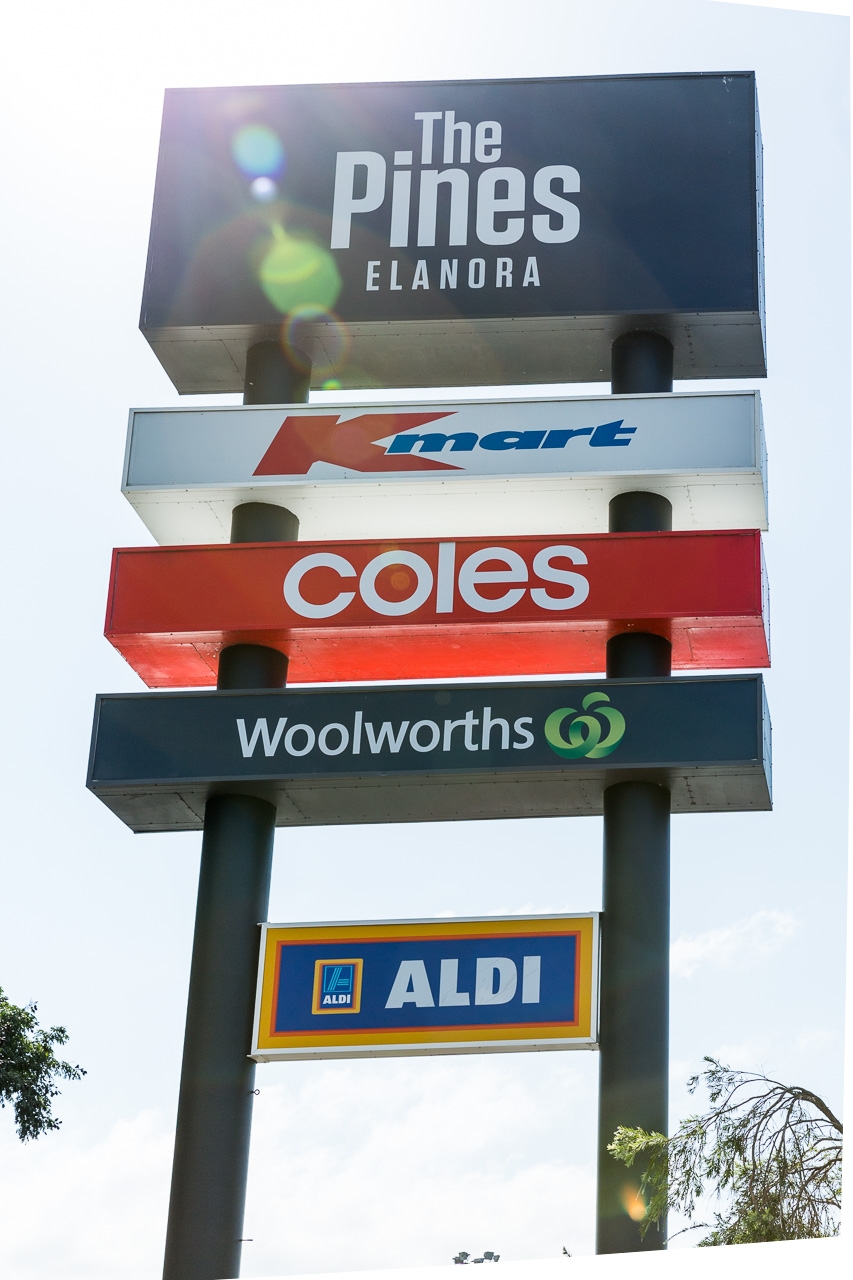 The
Pines
ELANORA
Kmart
coles
Woolworths
ALDI
ALDI